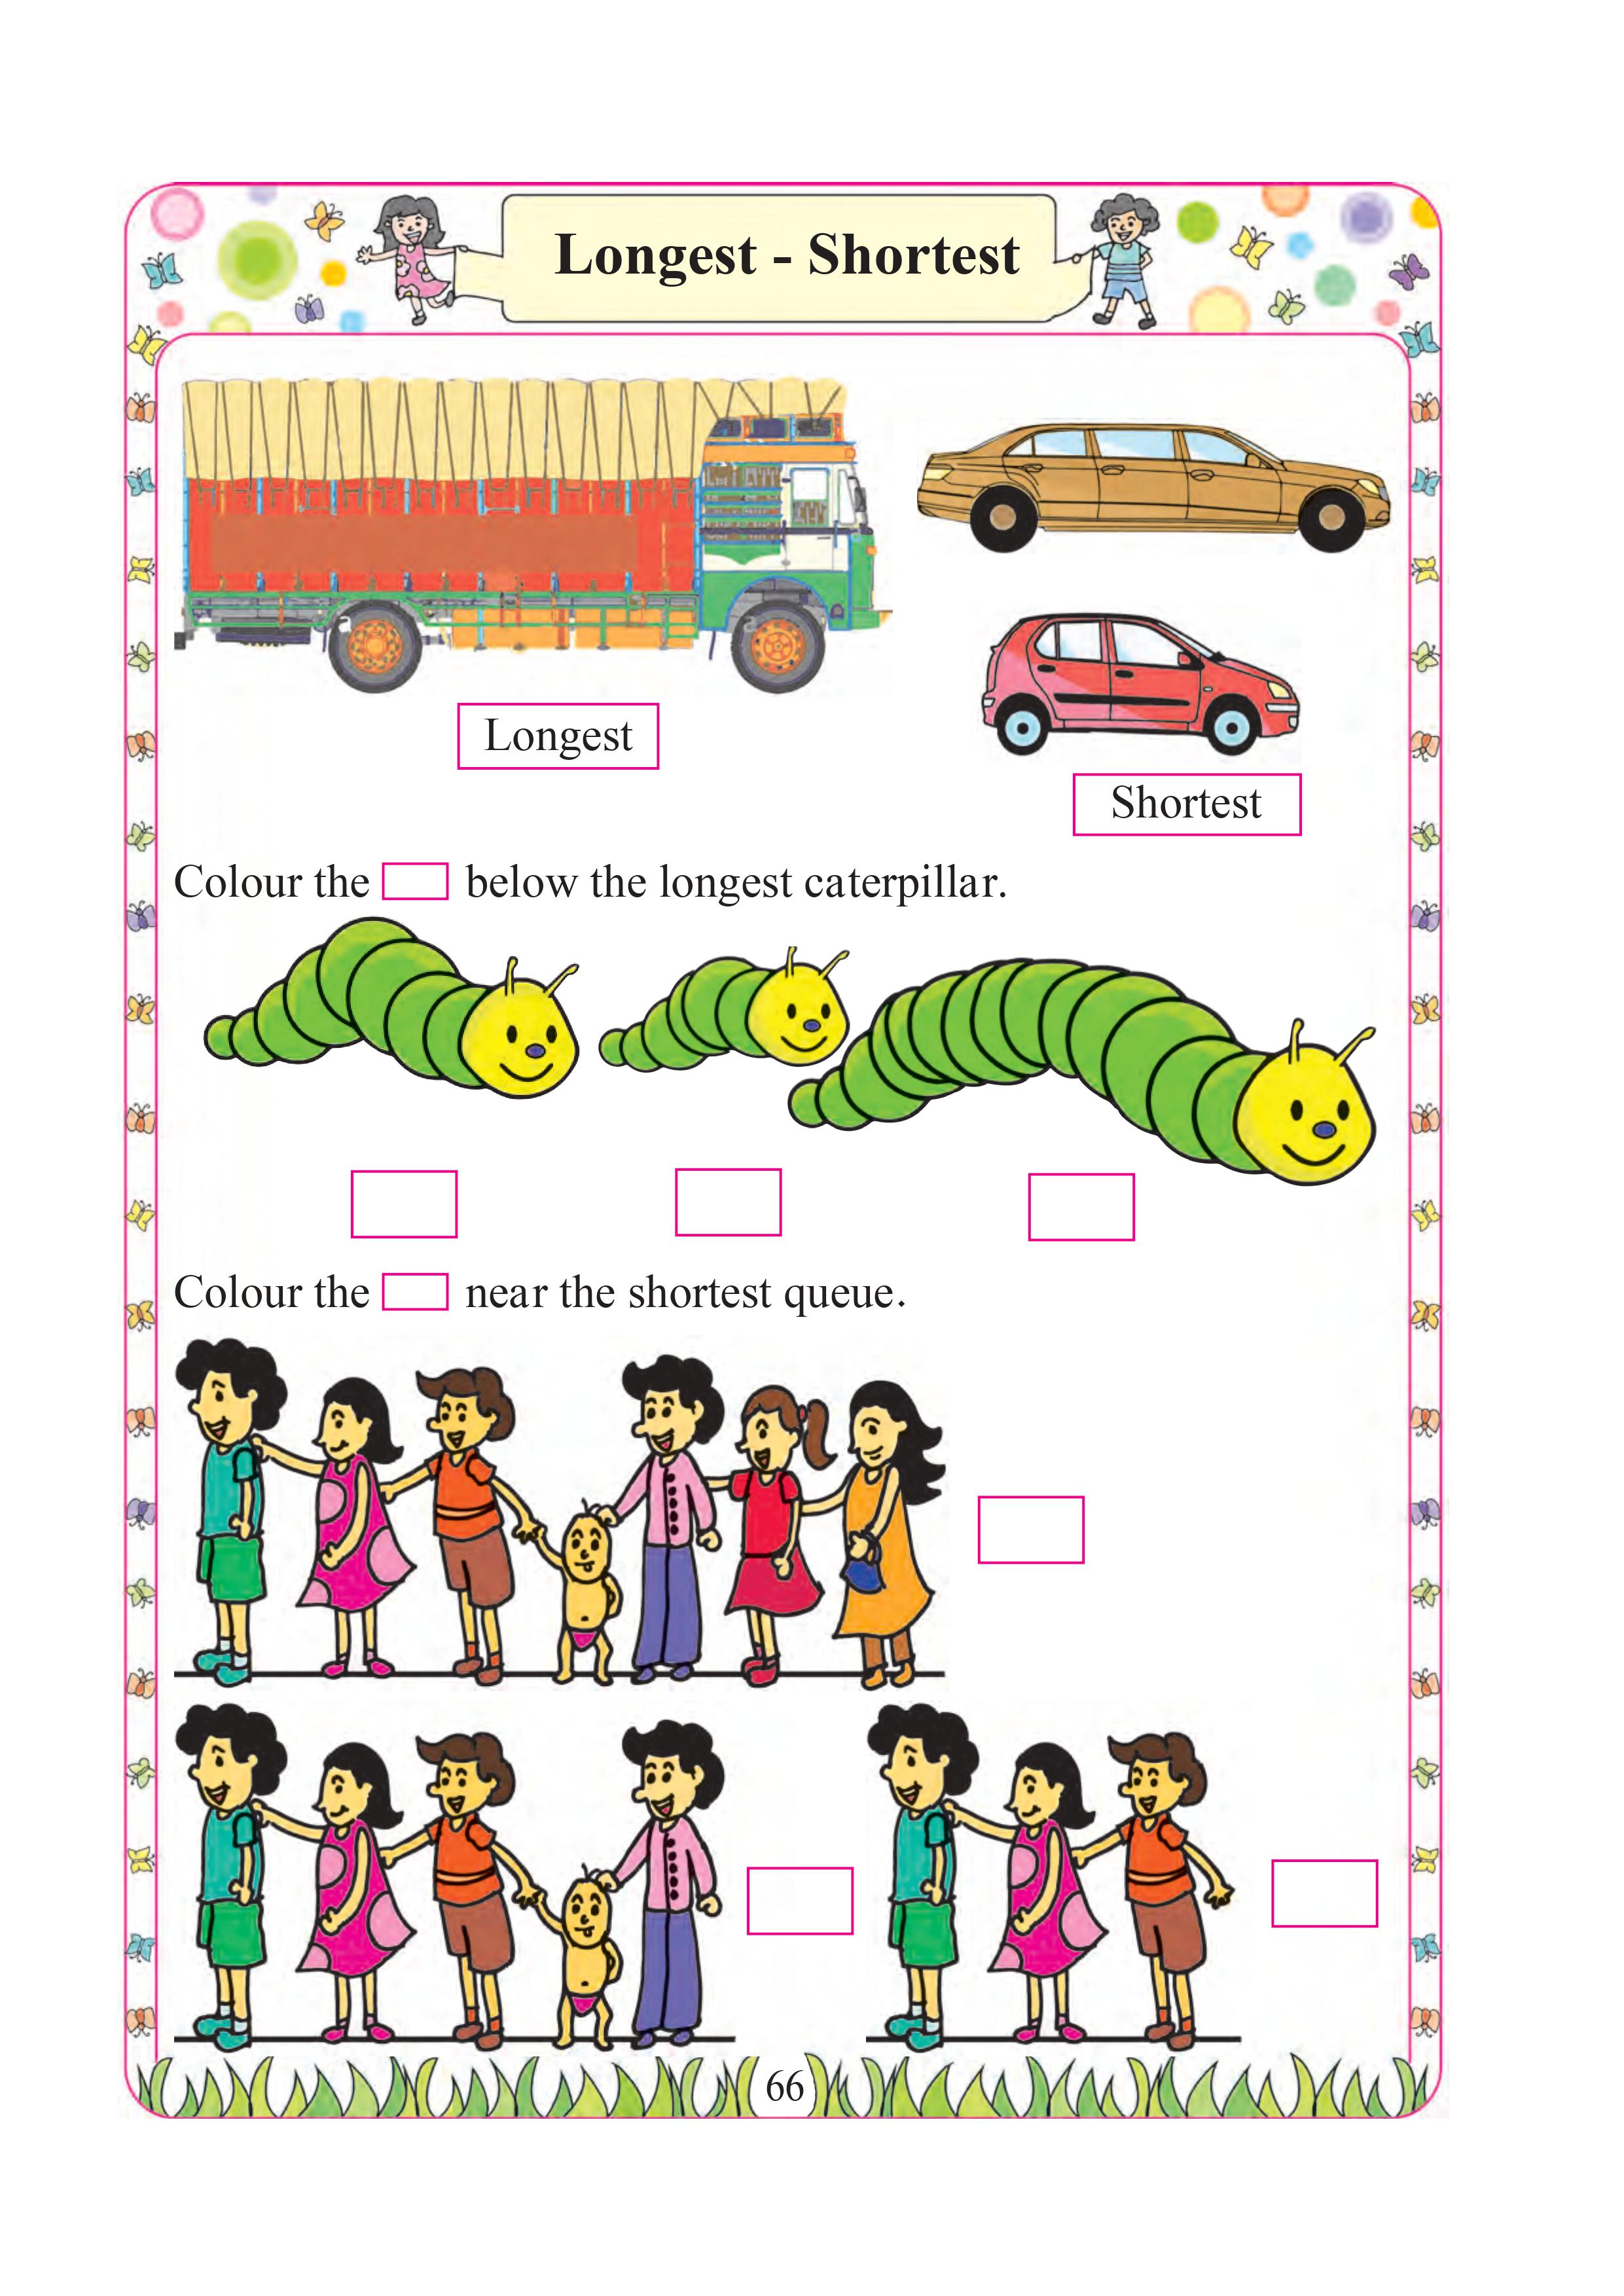 Longest - Shortest
Longest
Shortest
Colour the below the longest caterpillar.
Colour the near the shortest queue.
66